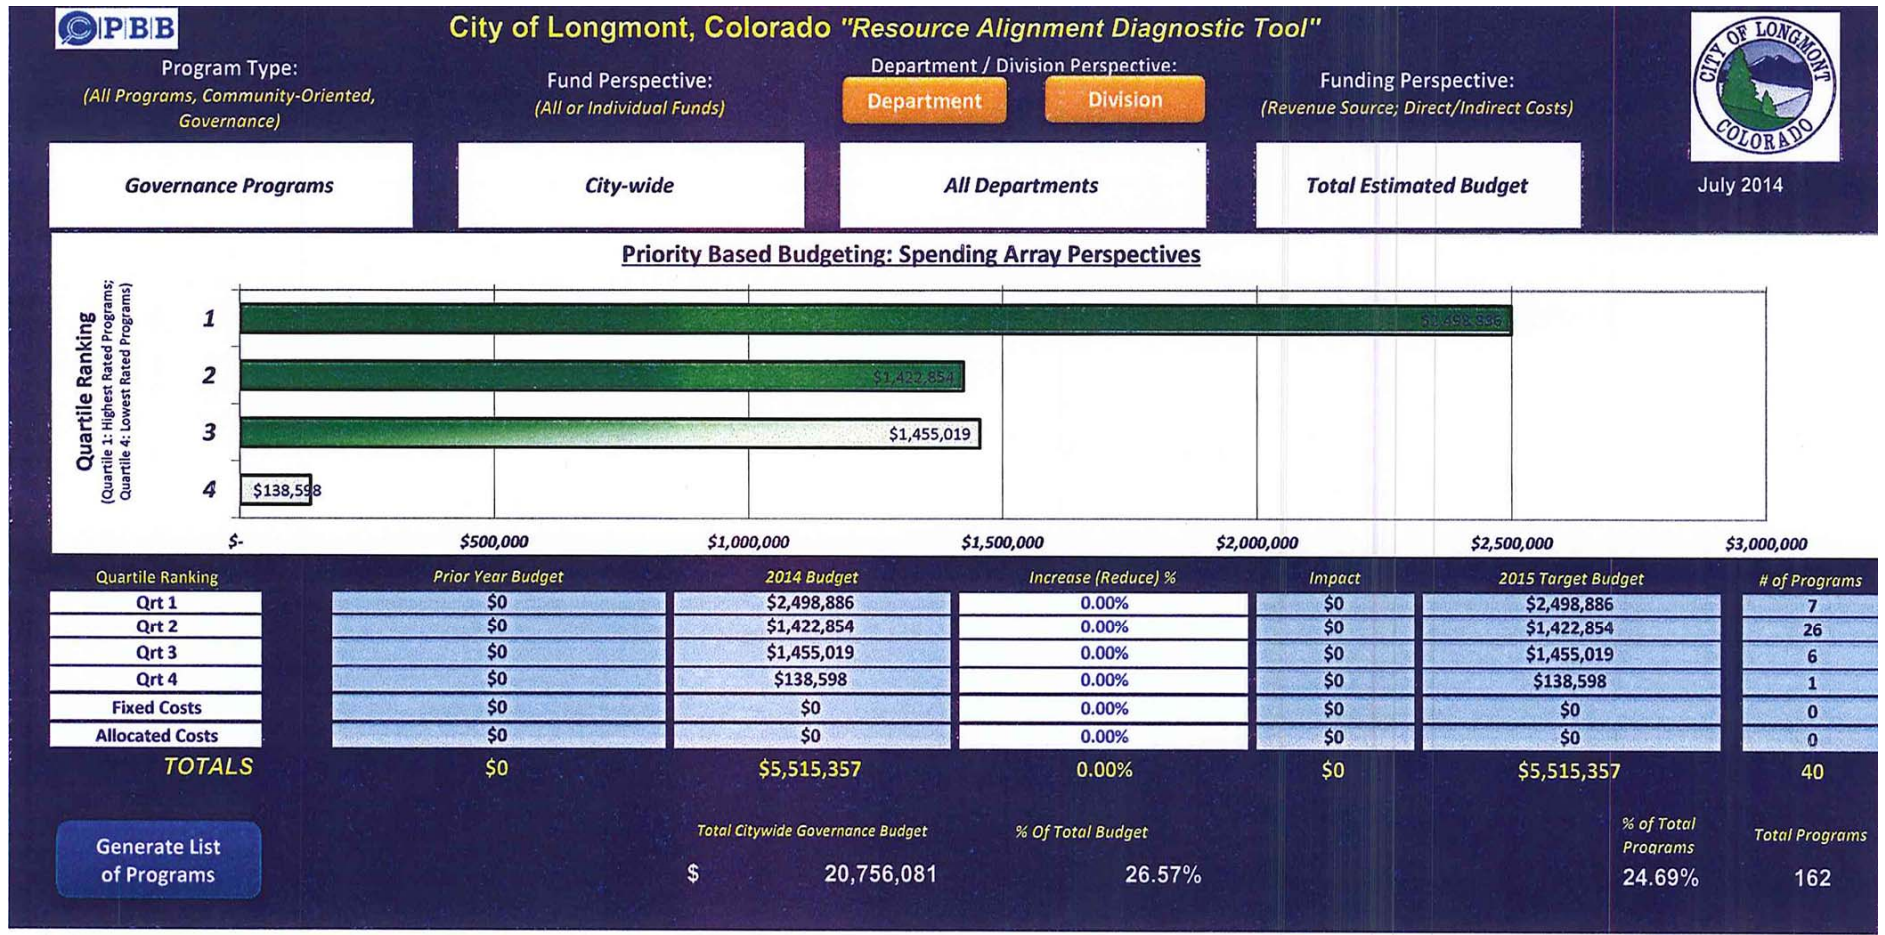 PBB
City of Longmont, Colorado "Resource Alignment Diagnostic Tool"
Program Type:
(All Programs, Community-Oriented,
Governance)
Fund Perspective:
(All or Individual Funds)
Department / Division Perspective:
Department Division
Funding Perspective:
(Revenue Source; Direct/Indirect Costs)
CITY OF LONGMONT
COLORADO
Governance Programs City-wide All Departments Total Estimated Budget
July 2014
Priority Based Budgeting: Spending Array Perspectives
Quartile Ranking
(Quartile 1: Highest Rated Programs;
Quartile 4: Lowest Rated Programs)
1
2 $1,422,854
3 $1,455,019
4 $138,598
$- $500,000 $1,000,000 $1,500,000 $2,000,000 $2,500,000 $3,000,000
Quartile Ranking Prior Year Budget 2014 Budget Increase (Reduce) % Impact 2015 Target Budget # of Programs
Qrt 1 $0 $2,498,886 0.00% $0 $2,498,886 7
Qrt 2 $0 $1,422,854 0.00% $0 $1,422,854 26
Qrt 3 $0 $1,455,019 0.00% $0 $1,455,019 6
Qrt 4 $0 $138,598 0.00% $0 $138,598 1
Fixed Costs $0 $0 0.00% $0 $0 0
Allocated Costs $0 $0 0.00% $0 $0 0
TOTALS $0 $5,515,357 0.00% $0 $5,515,357 40
Generate List
of Programs
Total Citywide Governance Budget
$ 20,756,081
% Of Total Budget
26.57%
% of Total
Programs
24.69%
Total Programs
162